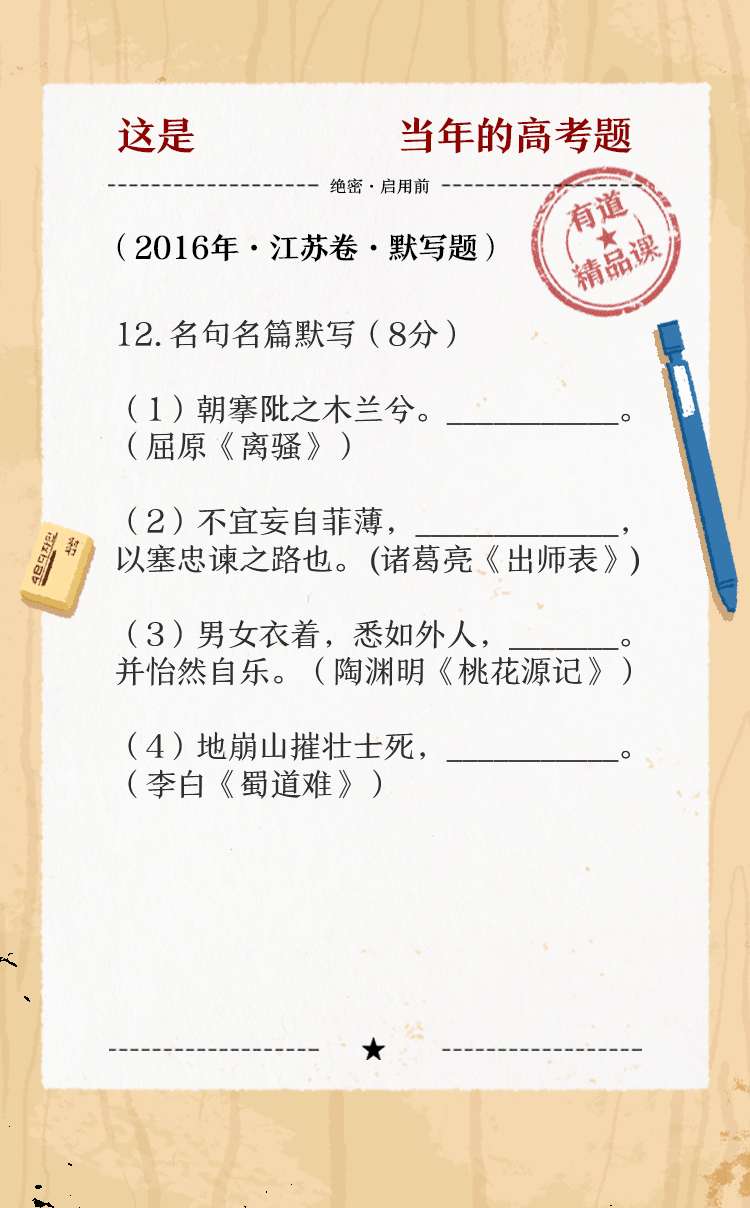 这是 当年的高考题
绝密·启用前
有道
精品课
（2016年·江苏卷·默写题）
12.名句名篇默写（8分）
（1）朝搴阰之木兰兮。___________。
（屈原《离骚》）
（2）不宜妄自菲薄，_____________，
以塞忠谏之路也。(诸葛亮《出师表》)
（3）男女衣着，悉如外人，_______。
并怡然自乐。（陶渊明《桃花源记》）
（4）地崩山摧壮士死，___________。
（李白《蜀道难》）